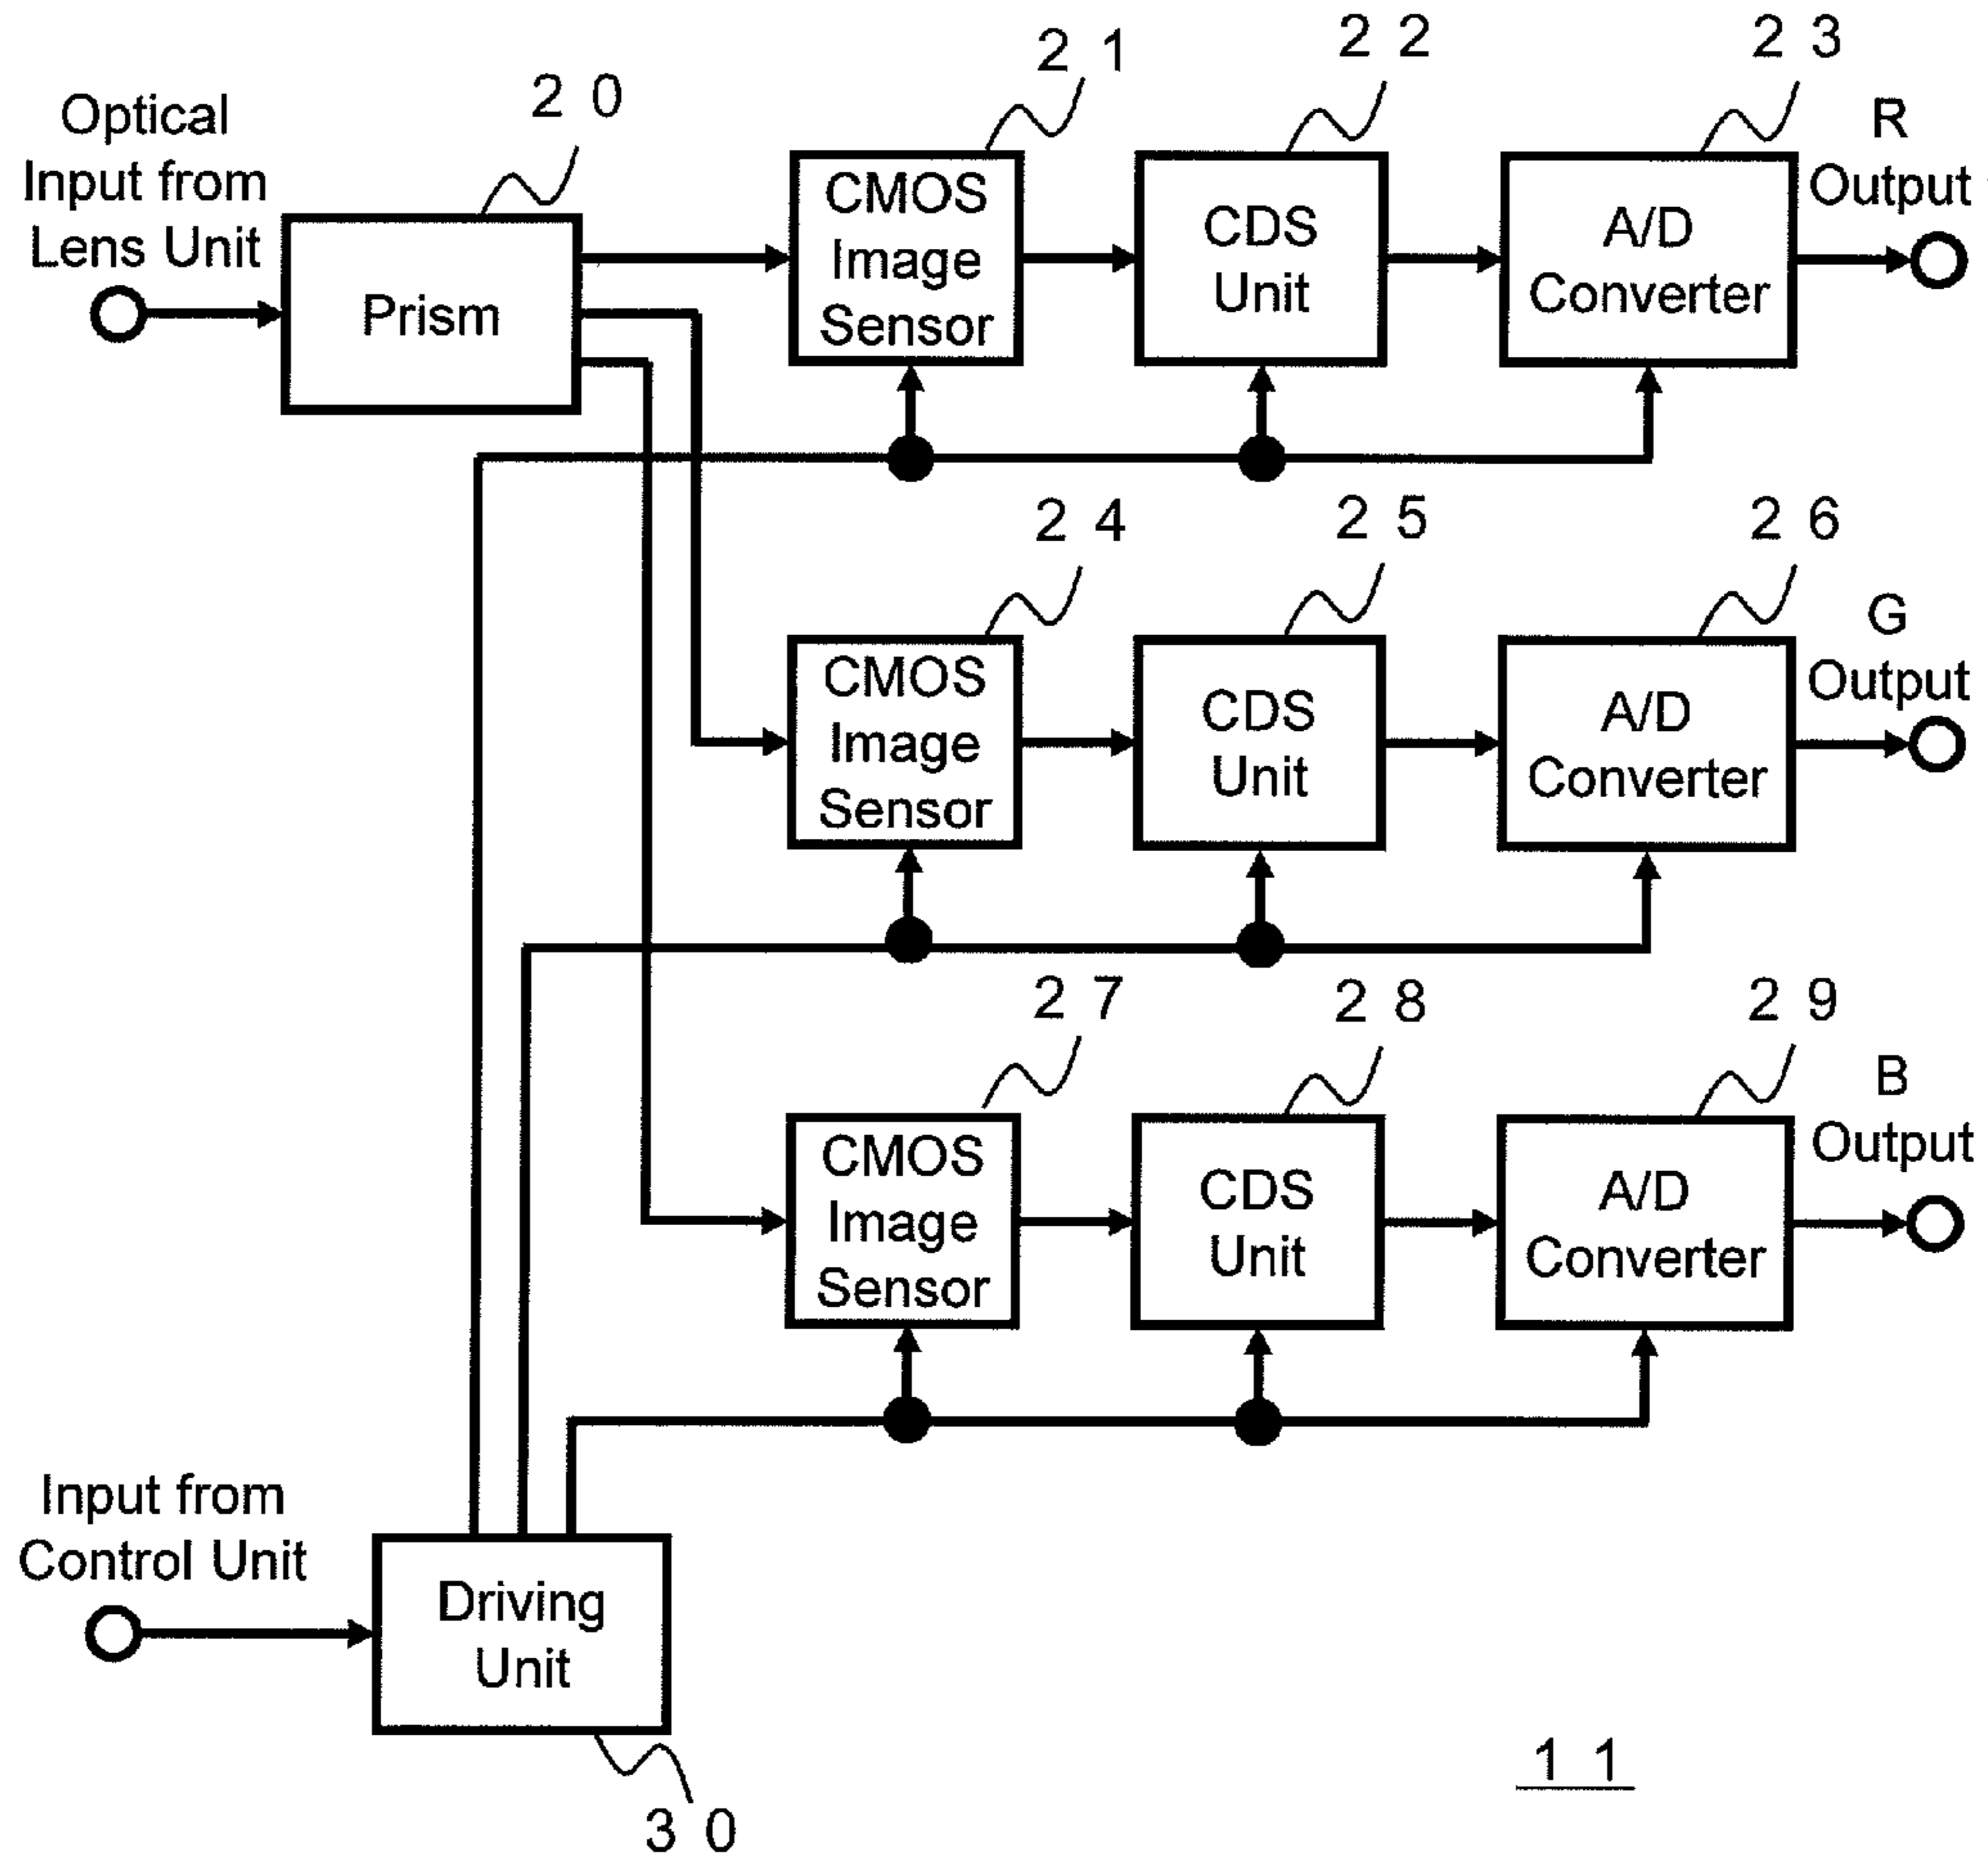 2 1
2 2
2 3
2 0
Optical
Input from
Lens Unit
R
Output
Prism
CMOS
Image
Sensor
CDS
Unit
A/D
Converter
2 4
2 5
2 6
G
Output
CMOS
Image
Sensor
CDS
Unit
A/D
Converter
2 7
2 8
2 9
B
Output
CMOS
Image
Sensor
CDS
Unit
A/D
Converter
Input from
Control Unit
Driving
Unit
3 0
1 1